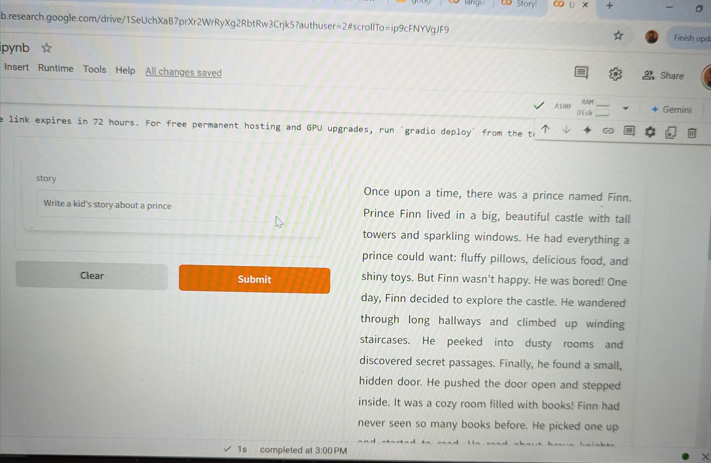 Story
b.research.google.com/drive/1SeUchXaB7prXr2WrRyXg2RbtRw3Crjk5?authuser=2#scrollTo=ip9cFNYVgJF9
Finish upd
ipynb
Insert Runtime Tools Help All changes saved
Share
A100 RAM Disk
Gemini
e link expires in 72 hours. For free permanent hosting and GPU upgrades, run `gradio deploy` from the te
story
Write a kid's story about a prince
Clear
Submit
Once upon a time, there was a prince named Finn.
Prince Finn lived in a big, beautiful castle with tall
towers and sparkling windows. He had everything a
prince could want: fluffy pillows, delicious food, and
shiny toys. But Finn wasn't happy. He was bored! One
day, Finn decided to explore the castle. He wandered
through long hallways and climbed up winding
staircases. He peeked into dusty rooms and
discovered secret passages. Finally, he found a small,
hidden door. He pushed the door open and stepped
inside. It was a cozy room filled with books! Finn had
never seen so many books before. He picked one up
1s completed at 3:00 PM